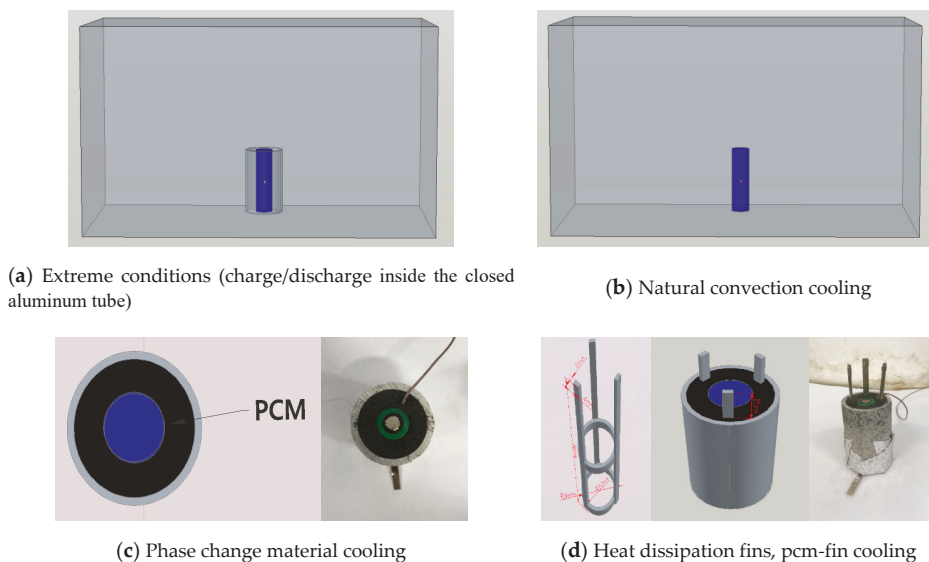 (a) Extreme conditions (charge/discharge inside the closed
aluminum tube)
(b) Natural convection cooling
PCM
(c) Phase change material cooling
(d) Heat dissipation fins, pcm-fin cooling